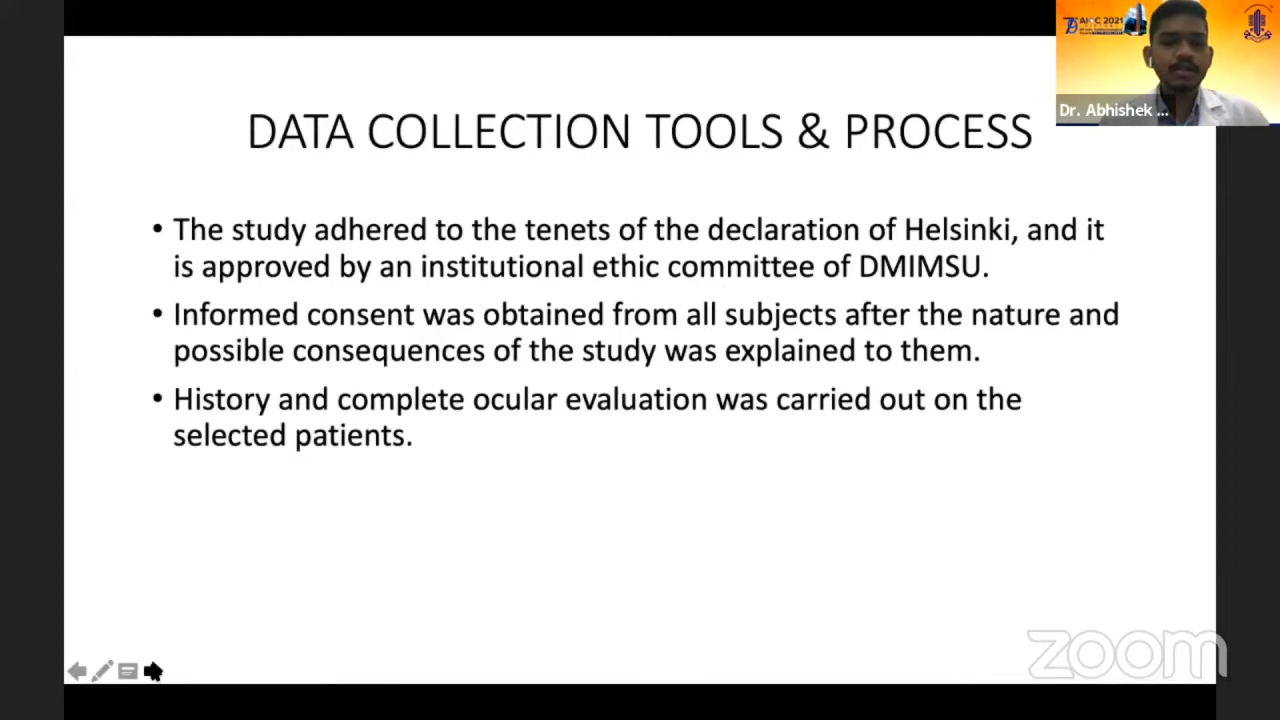 AIOC 2021
Dr. Abhishek ...
DATA COLLECTION TOOLS & PROCESS
• The study adhered to the tenets of the declaration of Helsinki, and it
is approved by an institutional ethic committee of DMIMSU.
• Informed consent was obtained from all subjects after the nature and
possible consequences of the study was explained to them.
• History and complete ocular evaluation was carried out on the
selected patients.
zoom